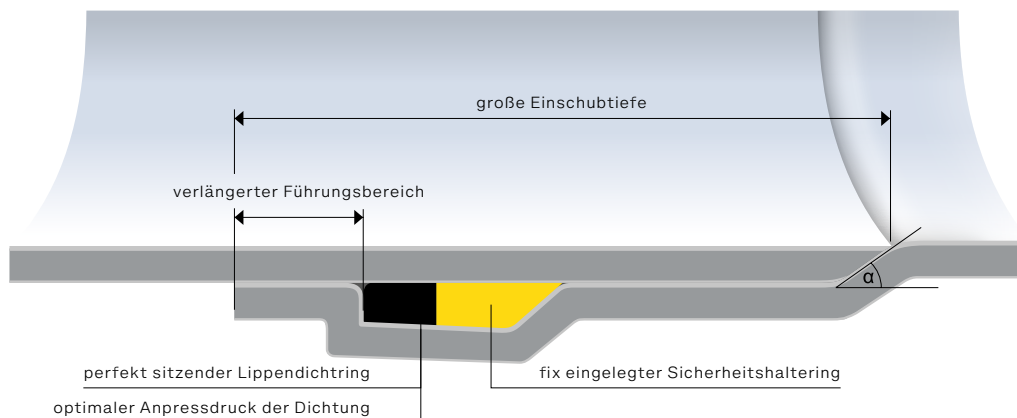 große Einschubtiefe
verlängerter Führungsbereich
α
perfekt sitzender Lippendichtring
fix eingelegter Sicherheitshaltering
optimaler Anpressdruck der Dichtung